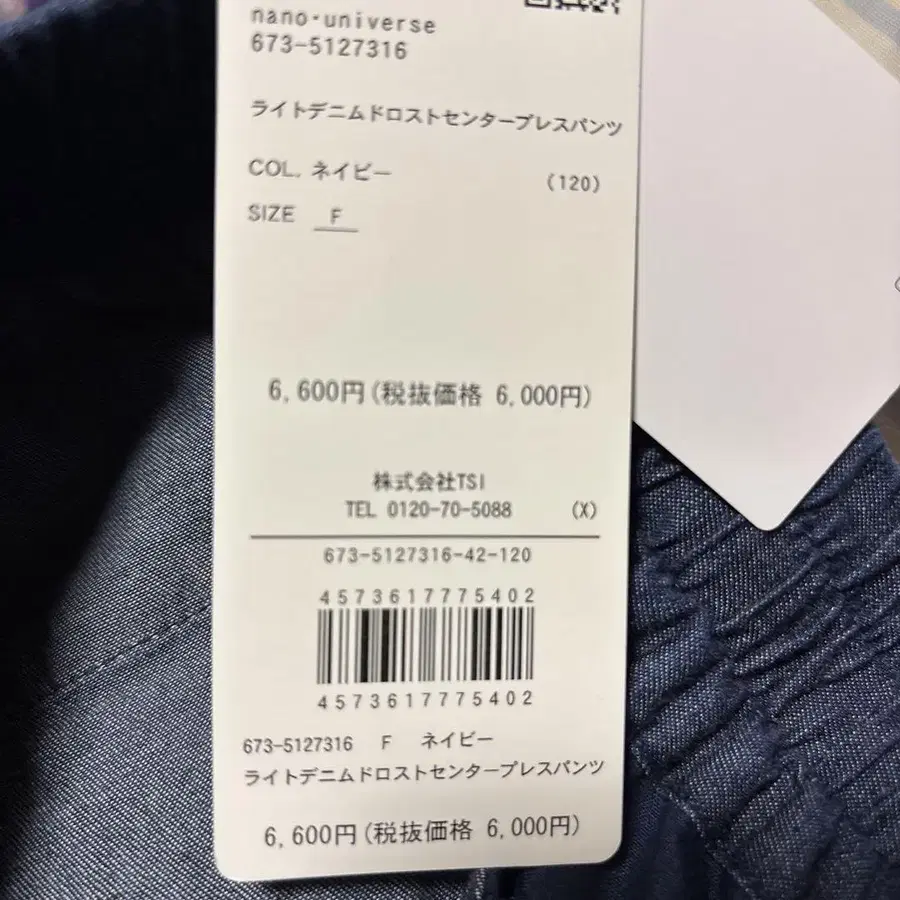 nano・universe
673-5127316
ライトデニムドロストセンタープレスパンツ
COL. ネイビー (120)
SIZE F
6,600円(税抜価格 6,000円)
株式会社TSI
TEL 0120-70-5088 (X)
673-5127316-42-120
4573617775402
4573617775402
673-5127316 F ネイビー
ライトデニムドロストセンタープレスパンツ
6,600円(税抜価格 6,000円)